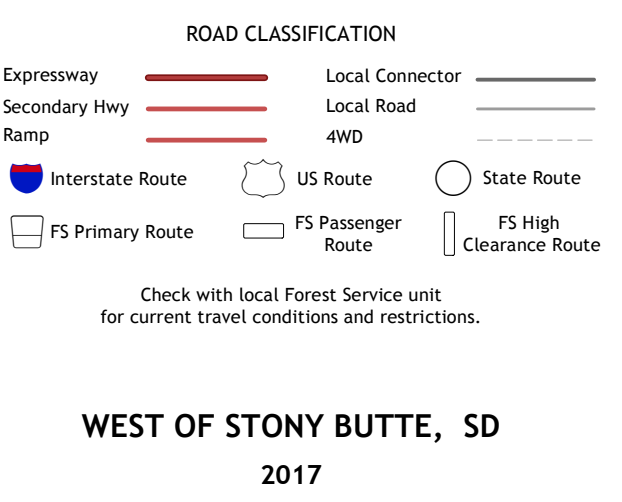 ROAD CLASSIFICATION
Expressway
Local Connector
Secondary Hwy
Local Road
Ramp
4WD
Interstate Route
US Route
State Route
FS Primary Route
FS Passenger
Route
FS High
Clearance Route
Check with local Forest Service unit
for current travel conditions and restrictions.
WEST OF STONY BUTTE, SD
2017